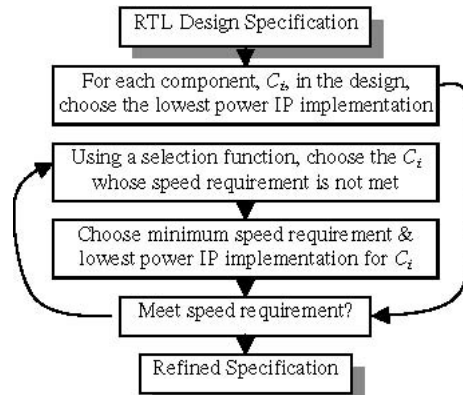 RTL Design Specification
For each component, Cᵢ, in the design,
choose the lowest power IP implementation
Using a selection function, choose the Cᵢ
whose speed requirement is not met
Choose minimum speed requirement &
lowest power IP implementation for Cᵢ
Meet speed requirement?
Refined Specification